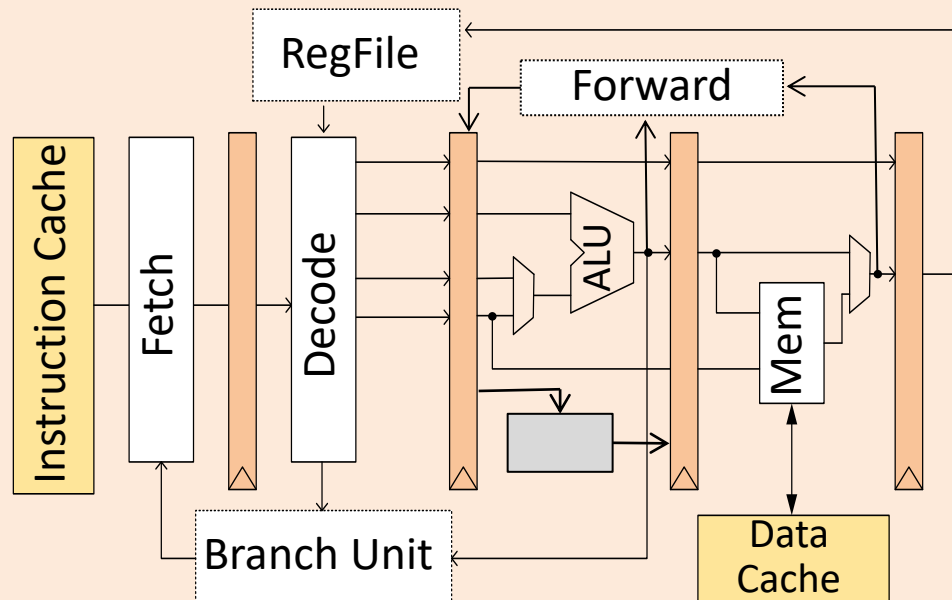 RegFile
Forward
Instruction Cache
Fetch
Decode
ALU
Mem
Branch Unit
Data
Cache